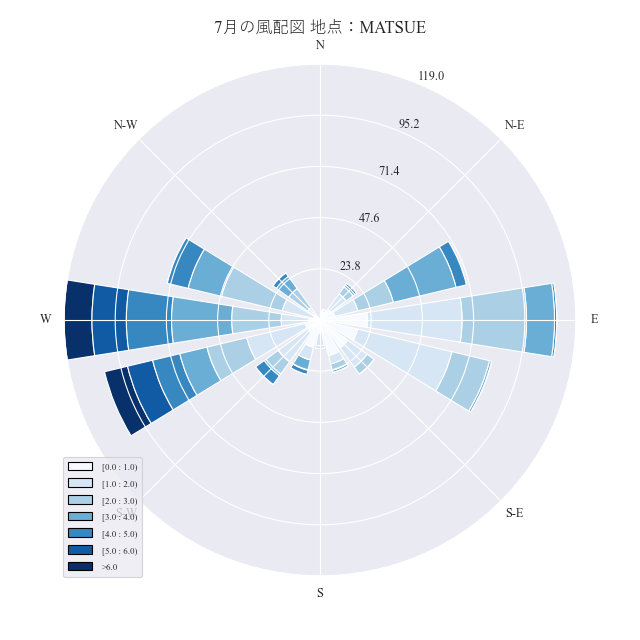 7月の風配図 地点：MATSUE
N
119.0
N-W
95.2
N-E
71.4
47.6
23.8
W
E
[0.0 : 1.0)
[1.0 : 2.0)
[2.0 : 3.0)
[3.0 : 4.0)
[4.0 : 5.0)
[5.0 : 6.0)
>6.0
S-W
S-E
S